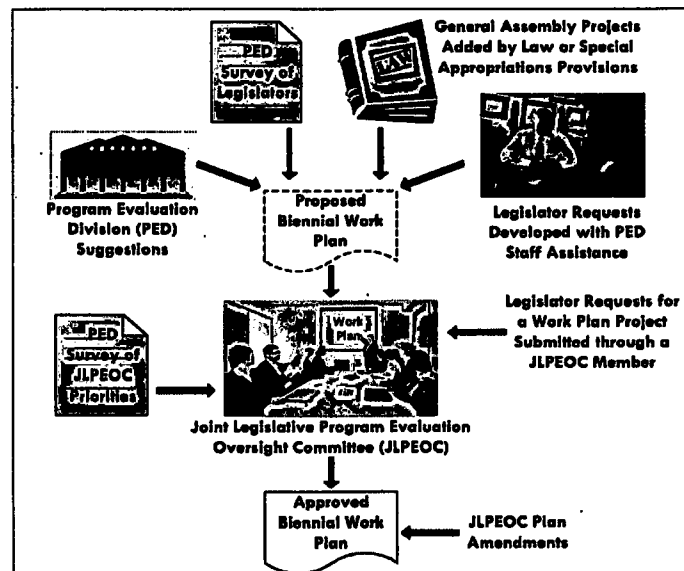 PED
Survey of
Legislators
LAW
General Assembly Projects
Added by Law or Special
Appropriations Provisions
Program Evaluation
Division (PED)
Suggestions
Proposed
Biennial Work
Plan
Legislator Requests
Developed with PED
Staff Assistance
PED
Survey of
JLPEOC
Priorities
Work
Plan
Legislator Requests for
a Work Plan Project
Submitted through a
JLPEOC Member
Joint Legislative Program Evaluation
Oversight Committee (JLPEOC)
Approved
Biennial Work
Plan
JLPEOC Plan
Amendments